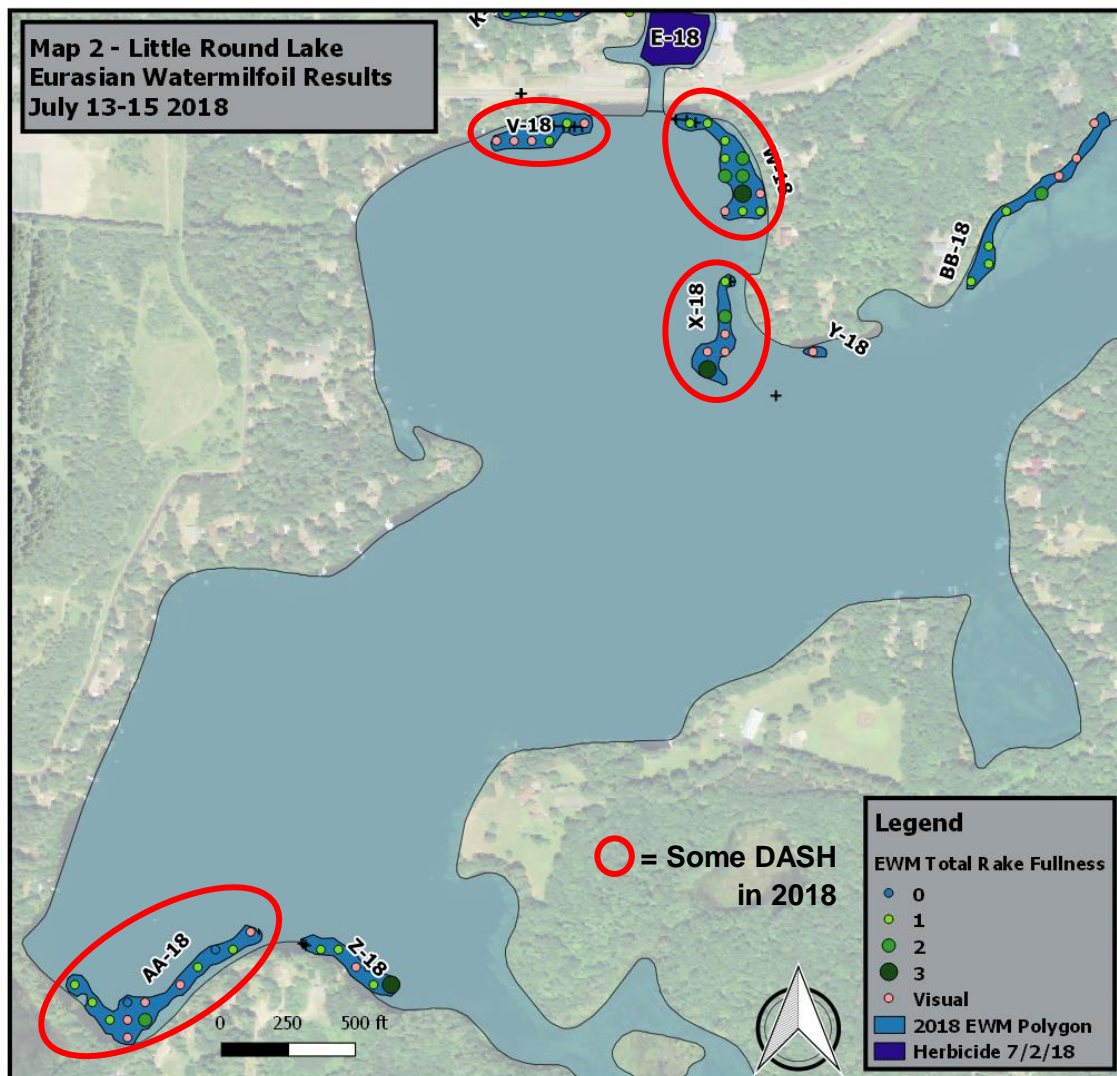 Map 2 - Little Round Lake
Eurasian Watermilfoil Results
July 13-15 2018
E-18
V-18
W-18
BB-18
X-18
Y-18
= Some DASH
in 2018
AA-18
Z-18
0 250 500 ft
Legend
EWM Total Rake Fullness
0
1
2
3
Visual
2018 EWM Polygon
Herbicide 7/2/18